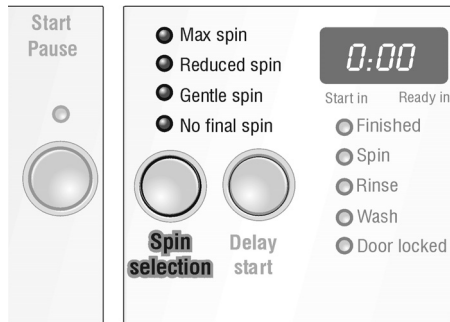 Start
Pause
Max spin
Reduced spin
Gentle spin
No final spin
Spin
selection
Delay
start
0:00
Start in Ready in
Finished
Spin
Rinse
Wash
Door locked